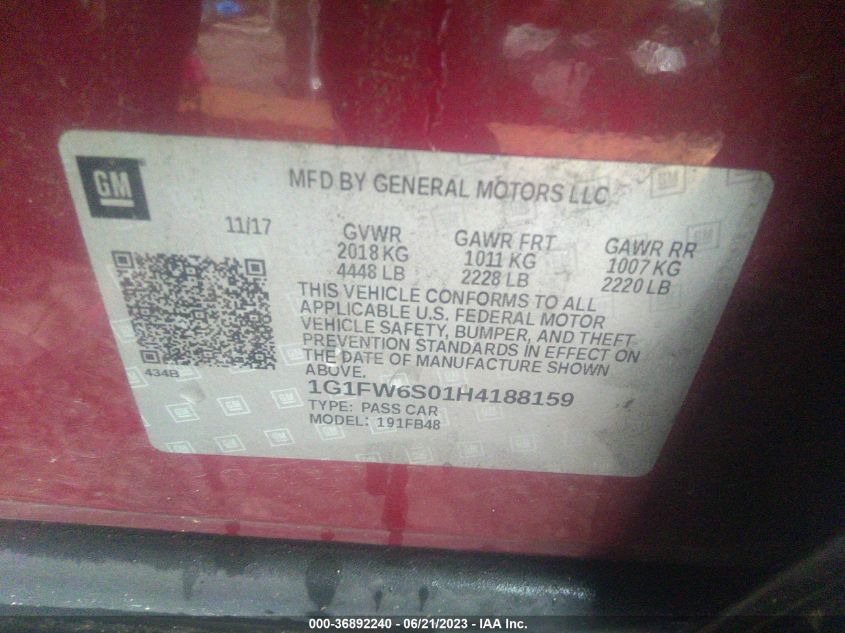 GM
MFD BY GENERAL MOTORS LLC
11/17
GVWR
2018 KG
4448 LB
GAWR FRT
1011 KG
2228 LB
GAWR RR
1007 KG
2220 LB
THIS VEHICLE CONFORMS TO ALL
APPLICABLE U.S. FEDERAL MOTOR
VEHICLE SAFETY, BUMPER, AND THEFT
PREVENTION STANDARDS IN EFFECT ON
THE DATE OF MANUFACTURE SHOWN
ABOVE.
434B
1G1FW6S01H4188159
TYPE: PASS CAR
MODEL: 191FB48
000-36892240 - 06/21/2023 - IAA Inc.